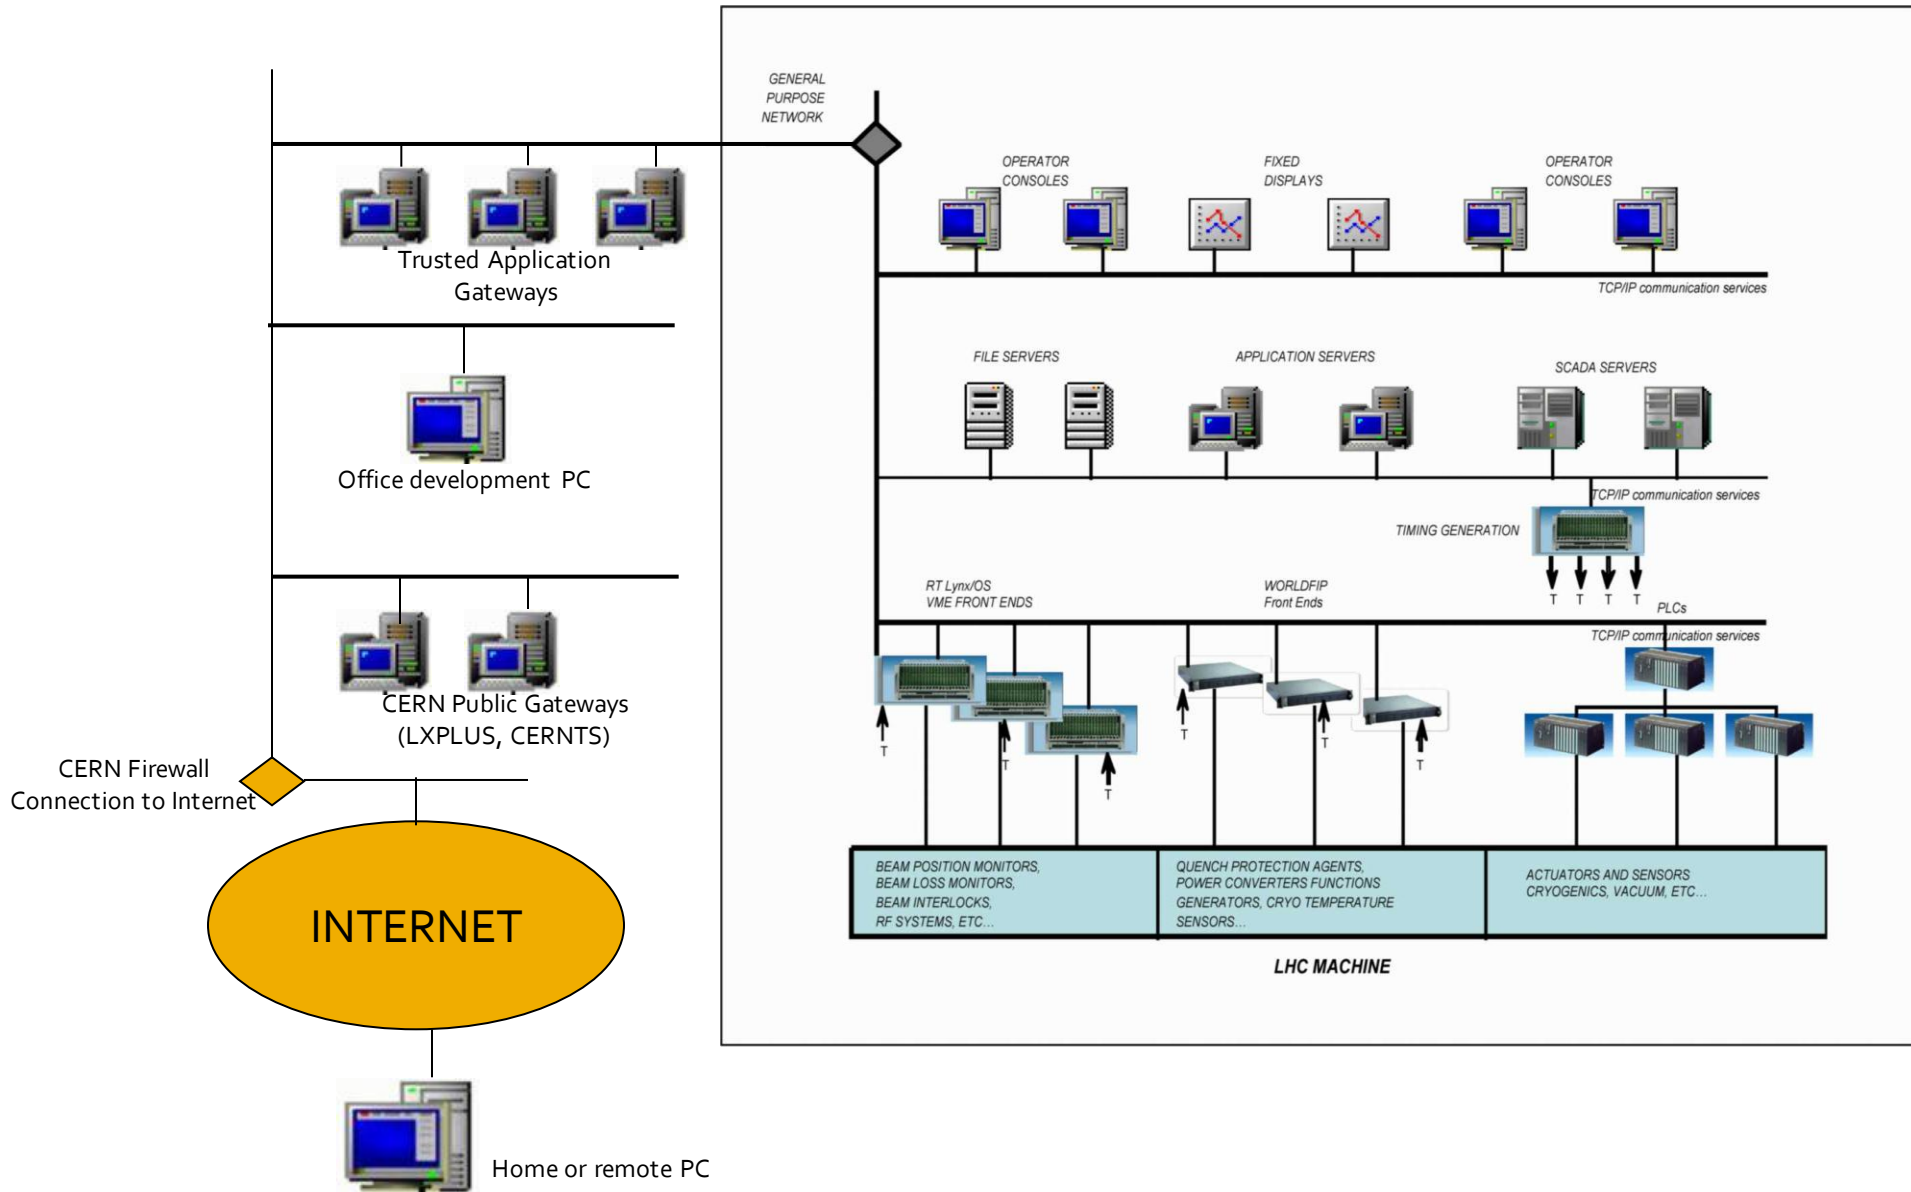 GENERAL
PURPOSE
NETWORK
Trusted Application
Gateways
Office development PC
CERN Public Gateways
(LXPLUS, CERNTS)
CERN Firewall
Connection to Internet
INTERNET
Home or remote PC
OPERATOR
CONSOLES
FIXED
DISPLAYS
OPERATOR
CONSOLES
TCP/IP communication services
FILE SERVERS
APPLICATION SERVERS
SCADA SERVERS
TCP/IP communication services
TIMING GENERATION
T T T T
RT Lynx/OS
VME FRONT ENDS
WORLDFIP
Front Ends
PLCs
TCP/IP communication services
T
T
T
T
T
T
BEAM POSITION MONITORS,
BEAM LOSS MONITORS,
BEAM INTERLOCKS,
RF SYSTEMS, ETC...
QUENCH PROTECTION AGENTS,
POWER CONVERTERS FUNCTIONS
GENERATORS, CRYO TEMPERATURE
SENSORS...
ACTUATORS AND SENSORS
CRYOGENICS, VACUUM, ETC...
LHC MACHINE